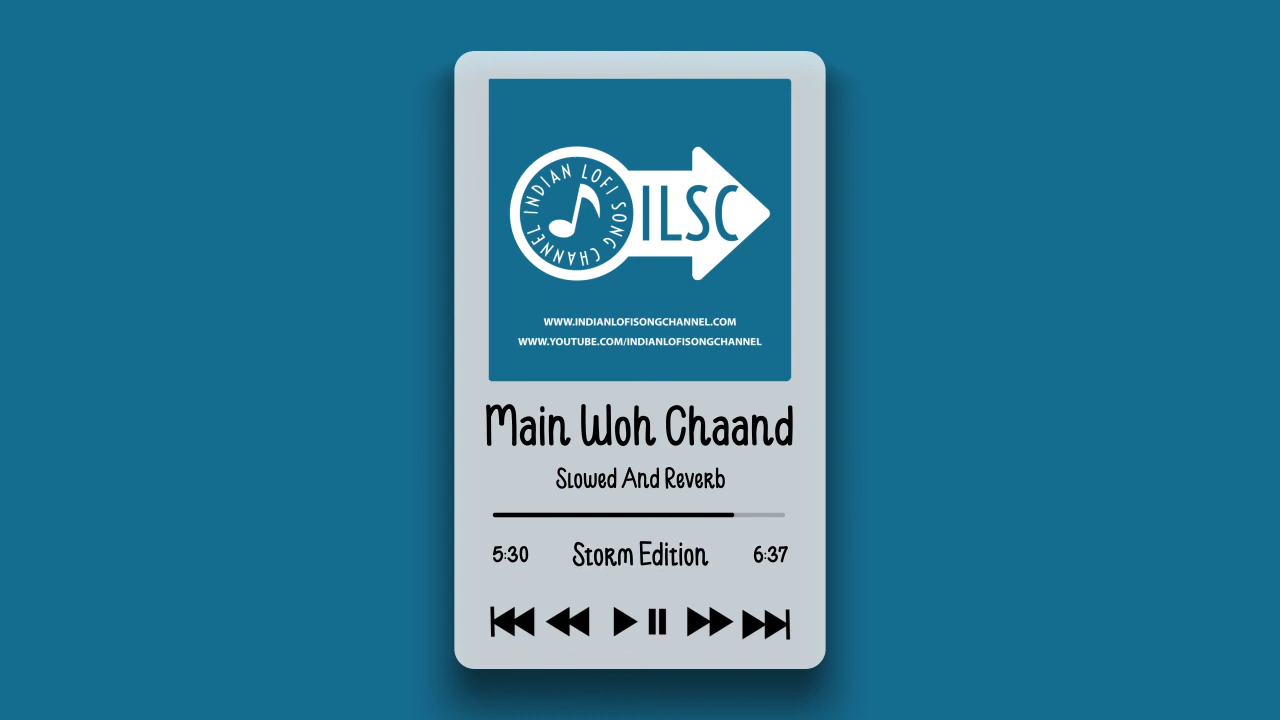 INDIAN LOFI SONG CHANNEL
ILSC
WWW.INDIANLOFISONGCHANNEL.COM
WWW.YOUTUBE.COM/INDIANLOFISONGCHANNEL
Main Woh Chaand
Slowed And Reverb
5:30 Storm Edition 6:37